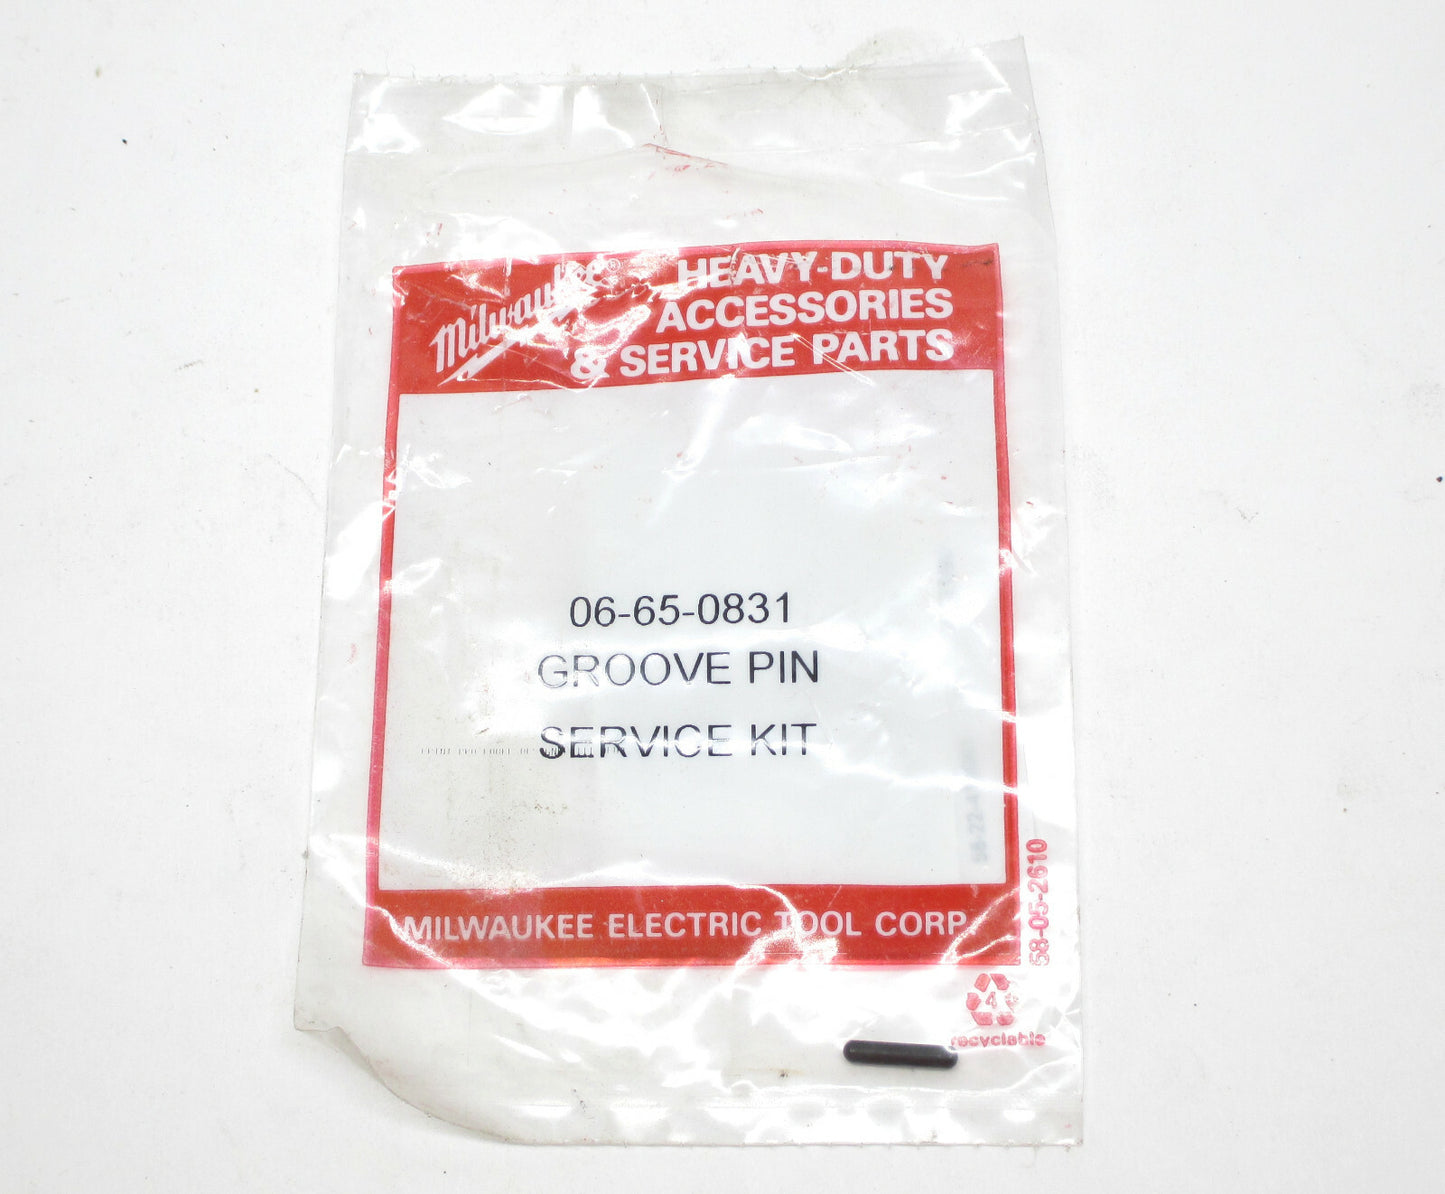 Milwaukee®
HEAVY-DUTY
ACCESSORIES
& SERVICE PARTS
06-65-0831
GROOVE PIN
SERVICE KIT
MILWAUKEE ELECTRIC TOOL CORP.
58-05-2610
4
recyclable